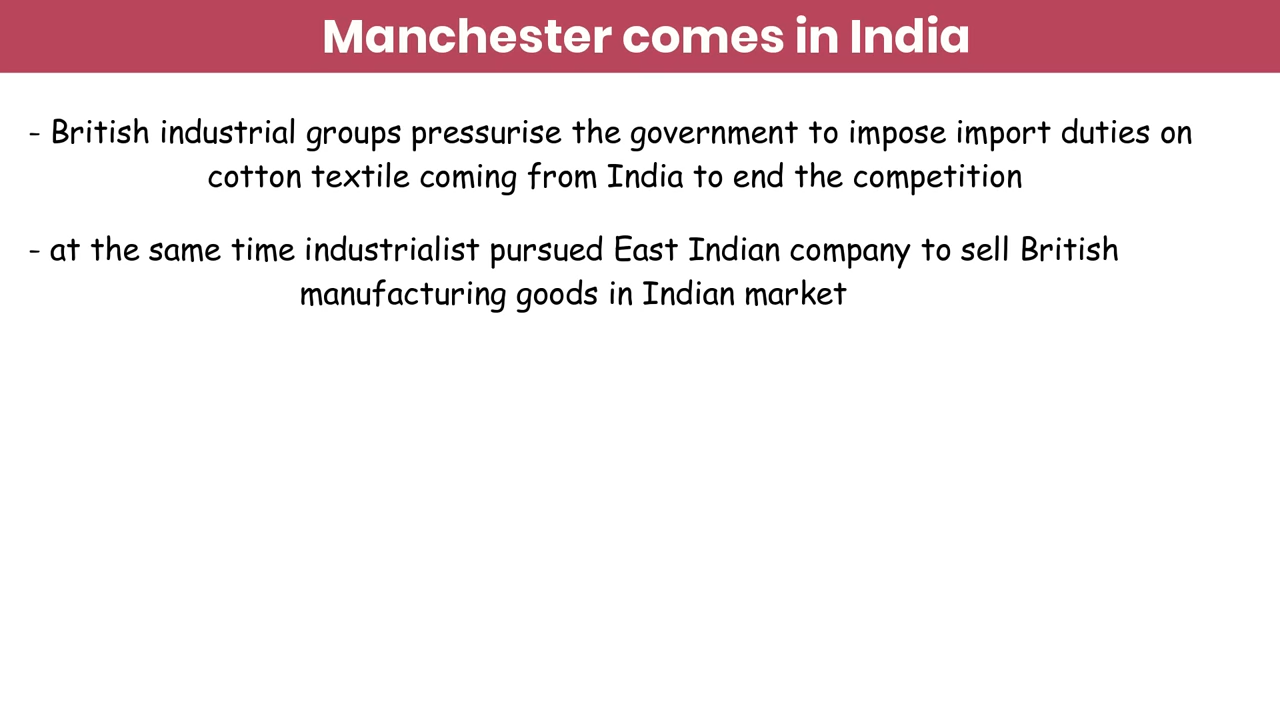 Manchester comes in India
- British industrial groups pressurise the government to impose import duties on
cotton textile coming from India to end the competition
- at the same time industrialist pursued East Indian company to sell British
manufacturing goods in Indian market